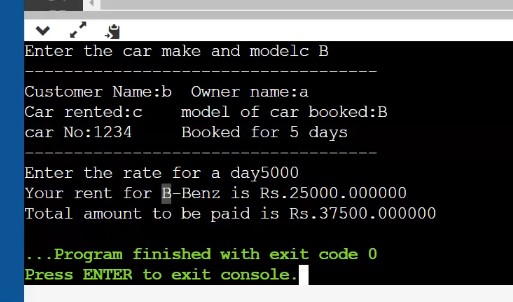 Enter the car make and modelc B
------------------------------------
Customer Name:b  Owner name:a
Car rented:c    model of car booked:B
car No:1234     Booked for 5 days
------------------------------------
Enter the rate for a day5000
Your rent for B-Benz is Rs.25000.000000
Total amount to be paid is Rs.37500.000000
...Program finished with exit code 0
Press ENTER to exit console.